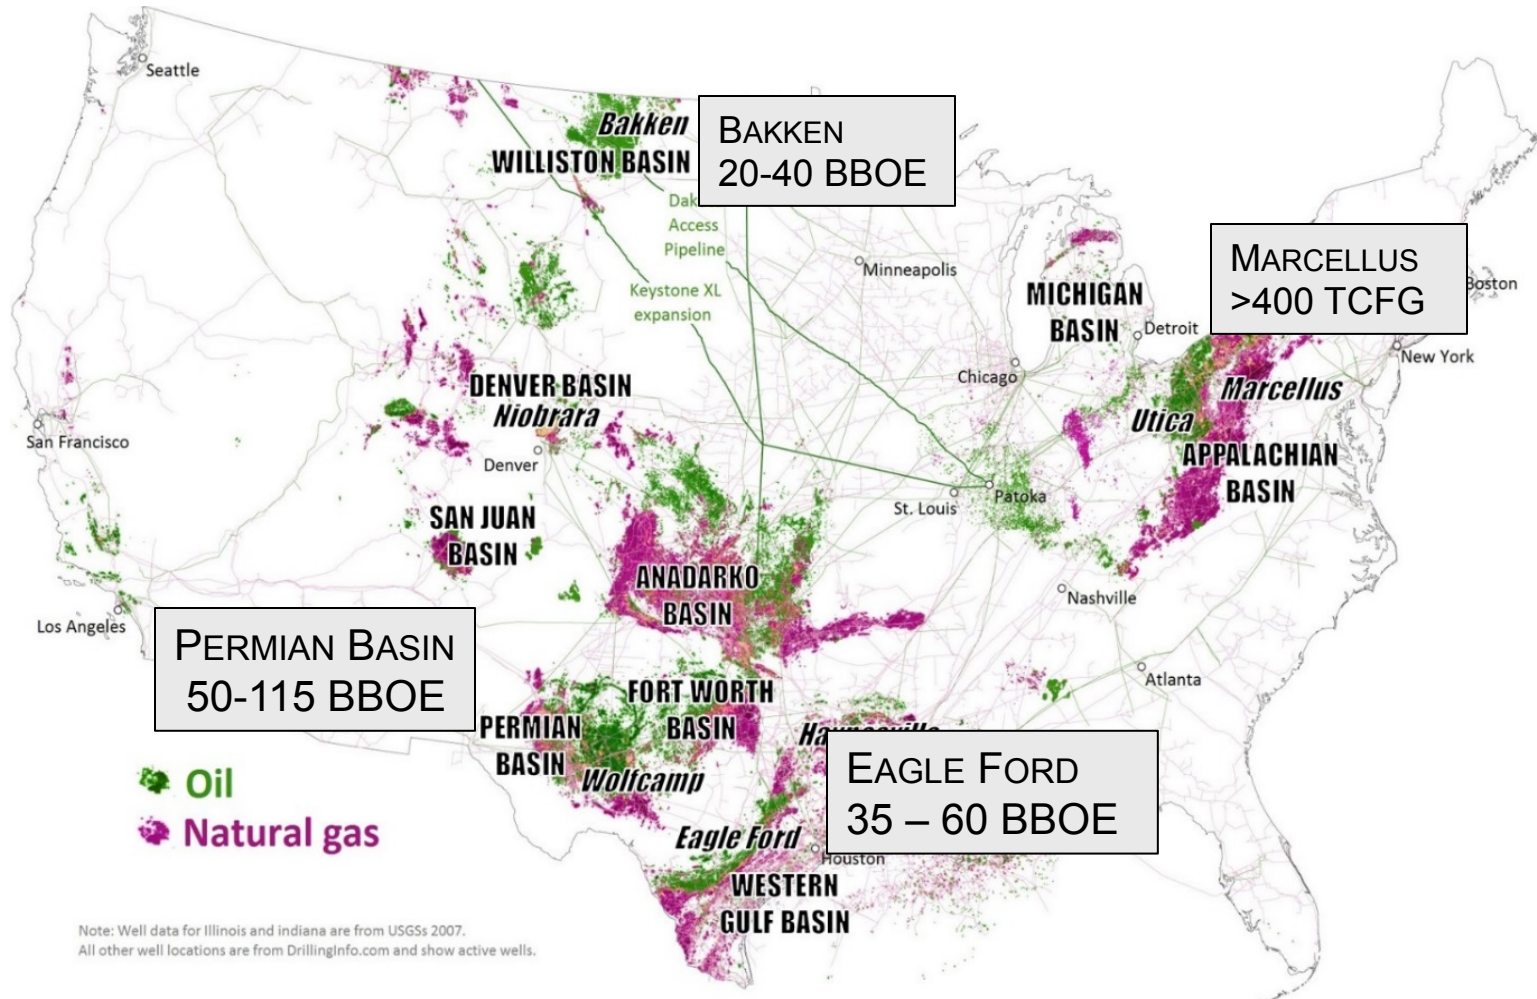 Seattle
Bakken
WILLISTON BASIN
BAKKEN
20-40 BBOE
Access
Pipeline
Keystone XL
expansion
Minneapolis
MICHIGAN
BASIN
Detroit
Chicago
MARCELLUS
>400 TCFG
Boston
New York
Marcellus
Utica
APPALACHIAN
BASIN
DENVER BASIN
Niobrara
Denver
San Francisco
SAN JUAN
BASIN
St. Louis
Patoka
Nashville
ANADARKO
BASIN
Los Angeles
PERMIAN BASIN
50-115 BBOE
FORT WORTH
BASIN
PERMIAN
BASIN
Wolfcamp
Atlanta
EAGLE FORD
35 – 60 BBOE
Eagle Ford
Houston
WESTERN
GULF BASIN
Oil
Natural gas
Note: Well data for Illinois and indiana are from USGSs 2007.
All other well locations are from DrillingInfo.com and show active wells.